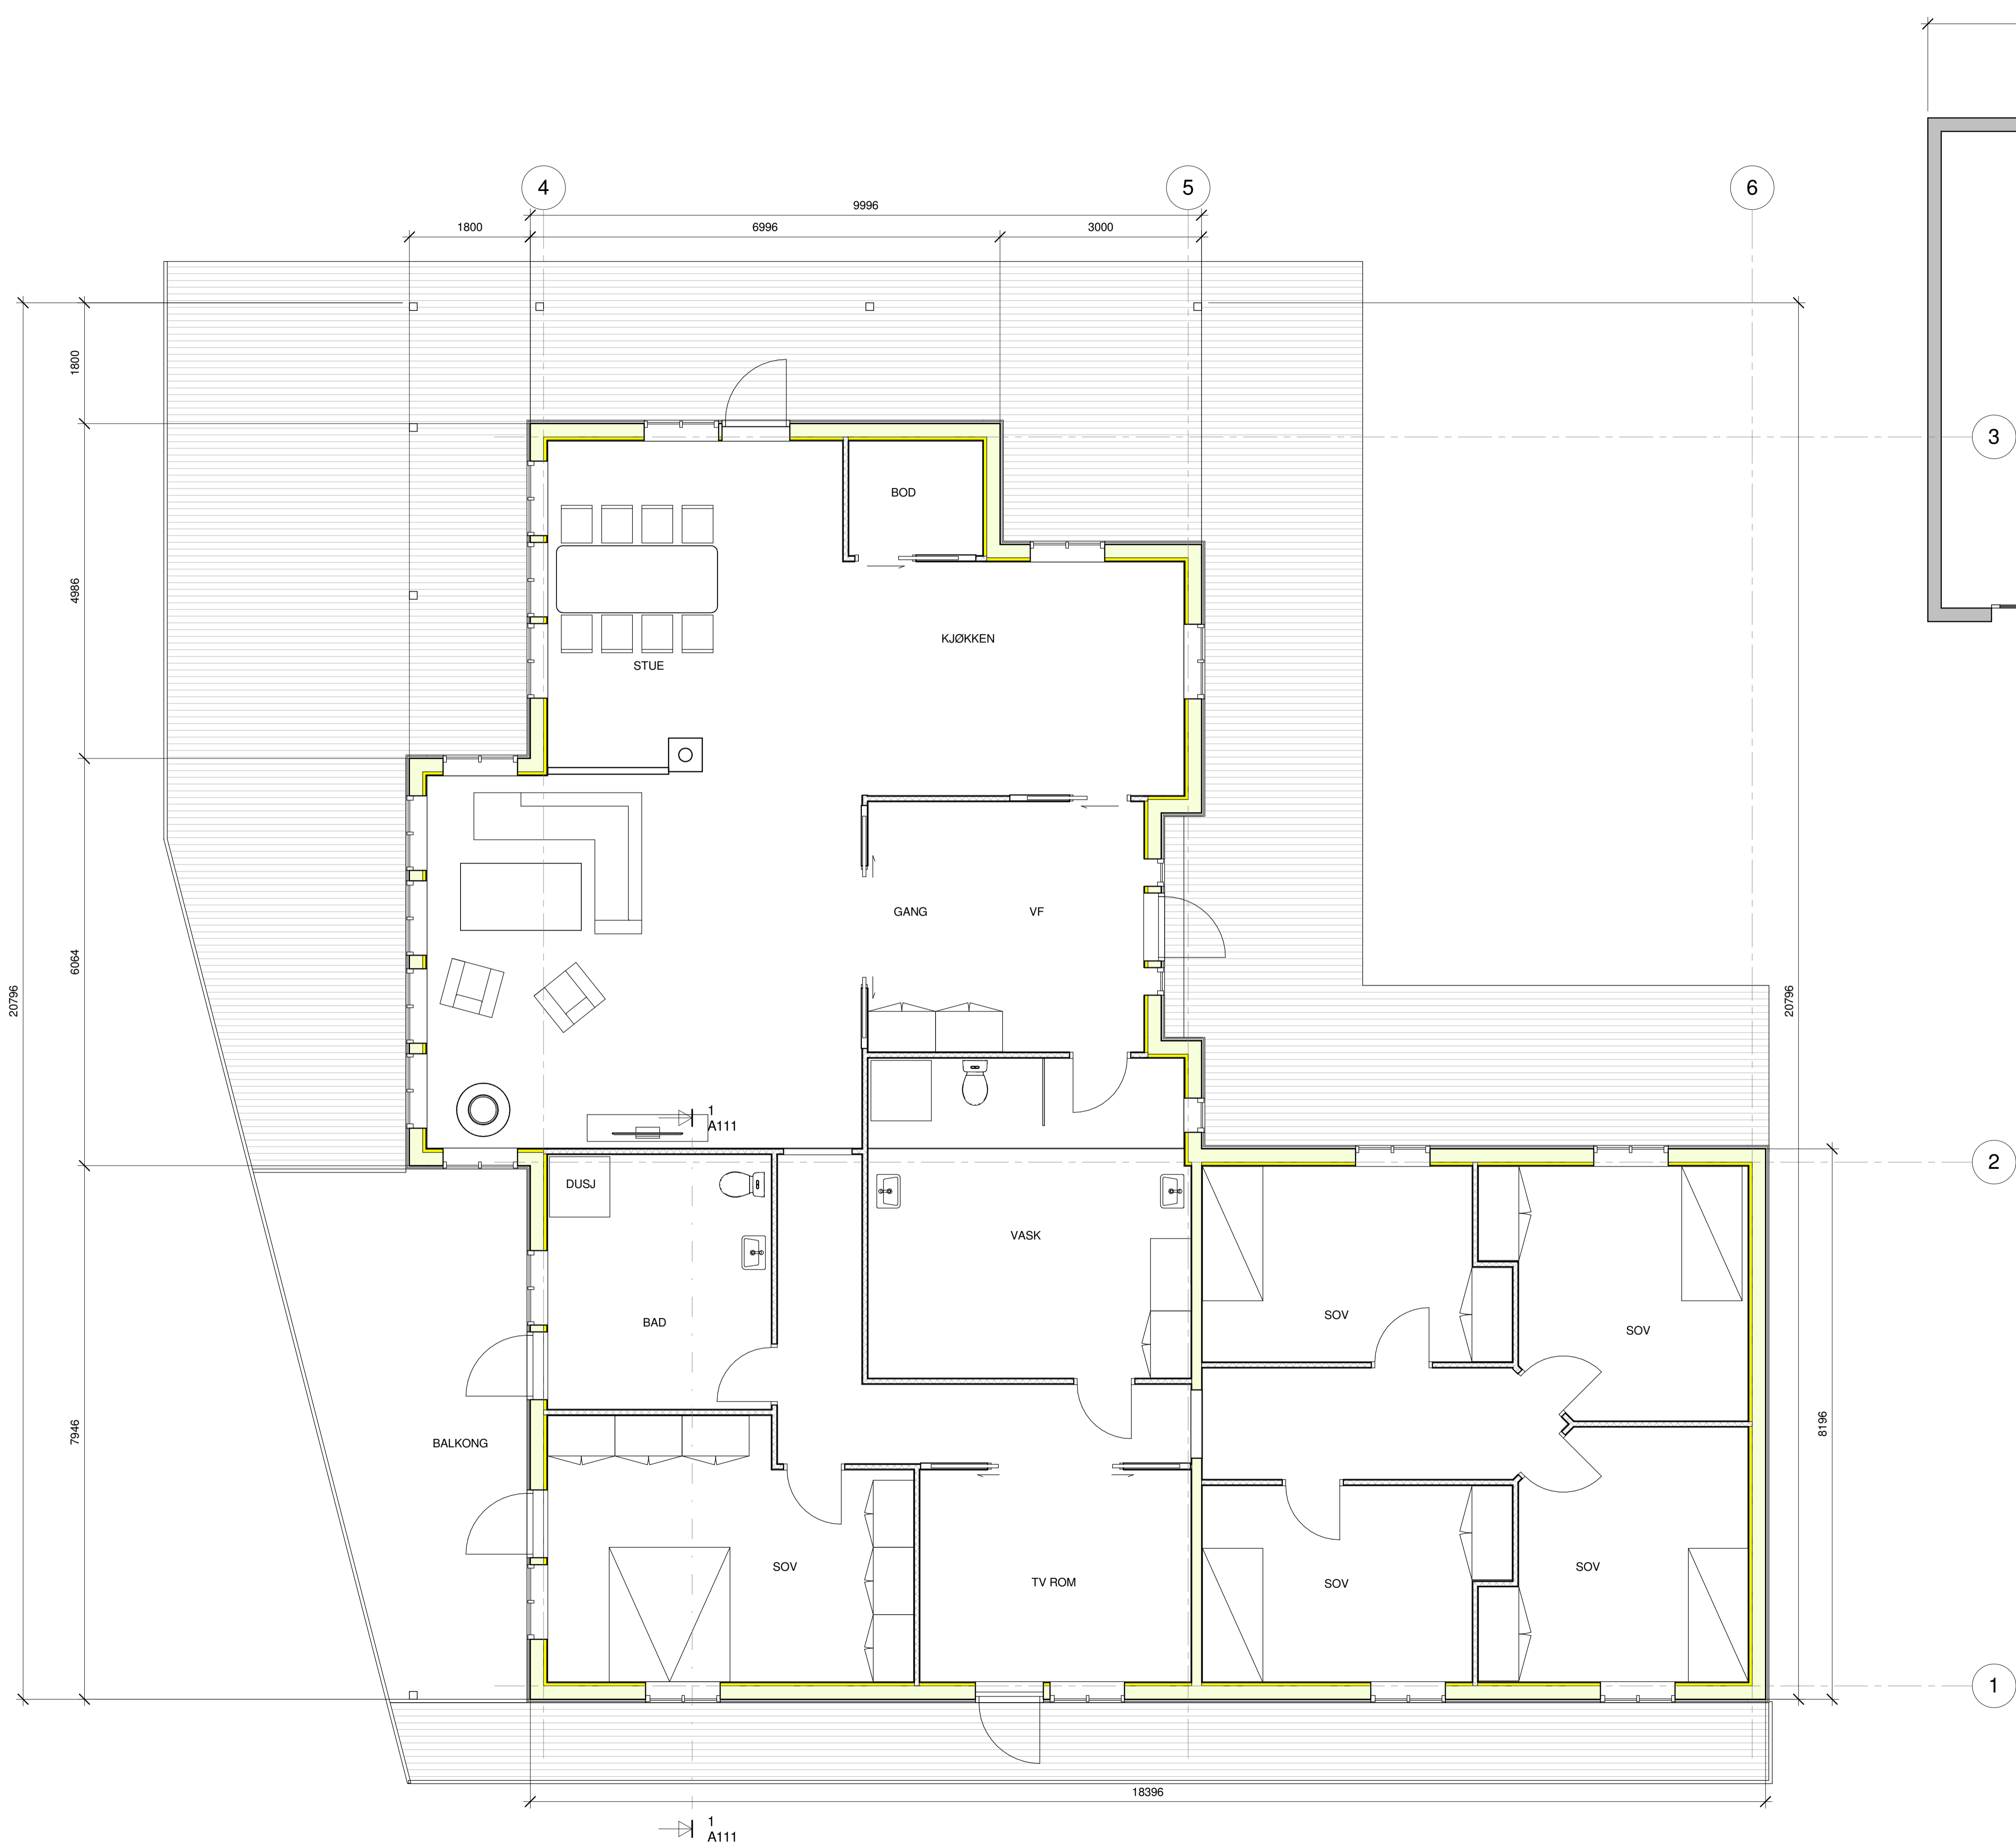 4
5
6
9996
1800
6996
3000
1800
3
BOD
4986
KJØKKEN
STUE
GANG
VF
6064
20796
20796
1
A111
2
DUSJ
VASK
SOV
BAD
SOV
8196
7946
BALKONG
SOV
TV ROM
SOV
SOV
1
18396
1
A111